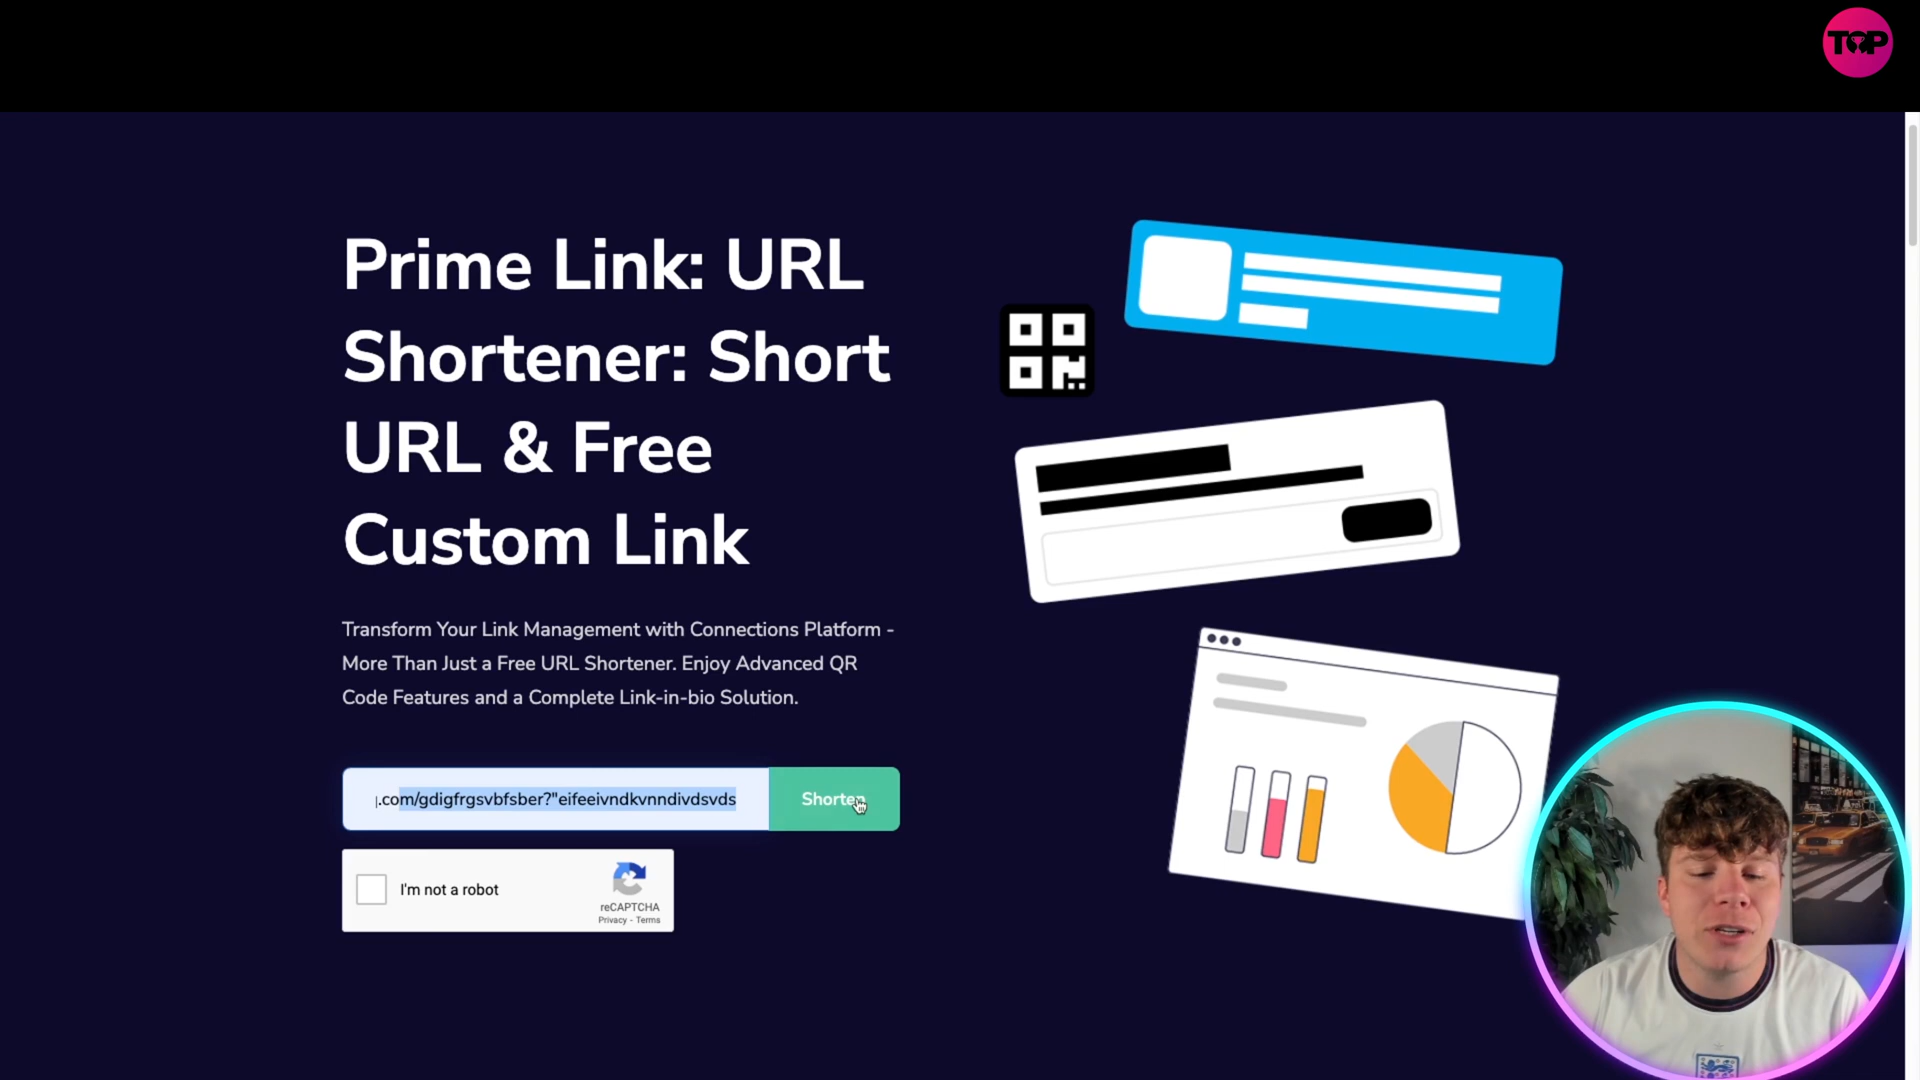 TOP
Prime Link: URL
Shortener: Short
URL & Free
Custom Link
Transform Your Link Management with Connections Platform -
More Than Just a Free URL Shortener. Enjoy Advanced QR
Code Features and a Complete Link-in-bio Solution.
.com/gdigfrgsvbfsber?"eifeeivndkvnndivdsvds
Shorten
I'm not a robot
reCAPTCHA
Privacy - Terms